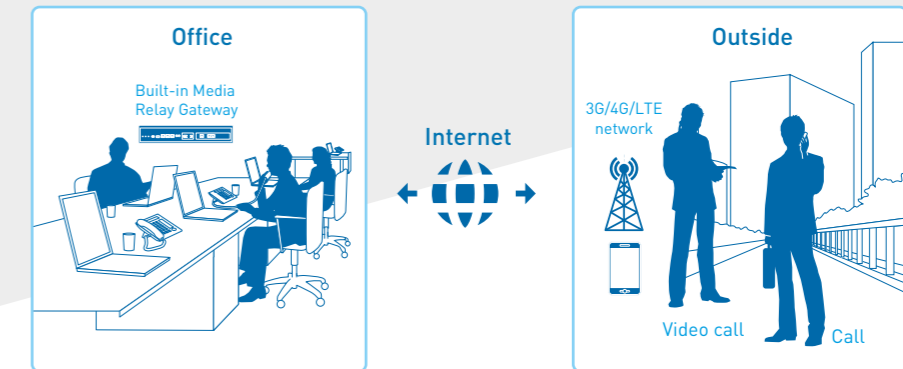 Office
Built-in Media
Relay Gateway
Internet
Outside
3G/4G/LTE
network
Video call
Call